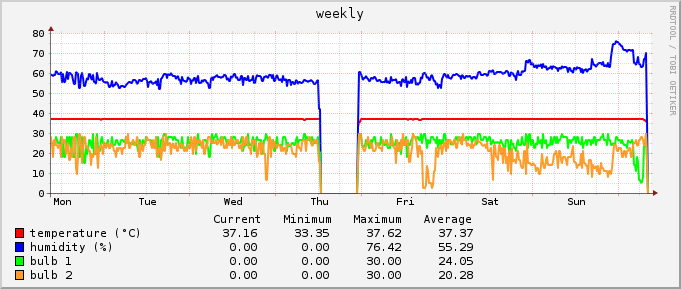 weekly
RRDTOOL / TOBI OETIKER
80
70
60
50
40
30
20
10
0
Mon Tue Wed Thu Fri Sat Sun
Current Minimum Maximum Average
temperature (°C) 37.16 33.35 37.62 37.37
humidity (%) 0.00 0.00 76.42 55.29
bulb 1 0.00 0.00 30.00 24.05
bulb 2 0.00 0.00 30.00 20.28